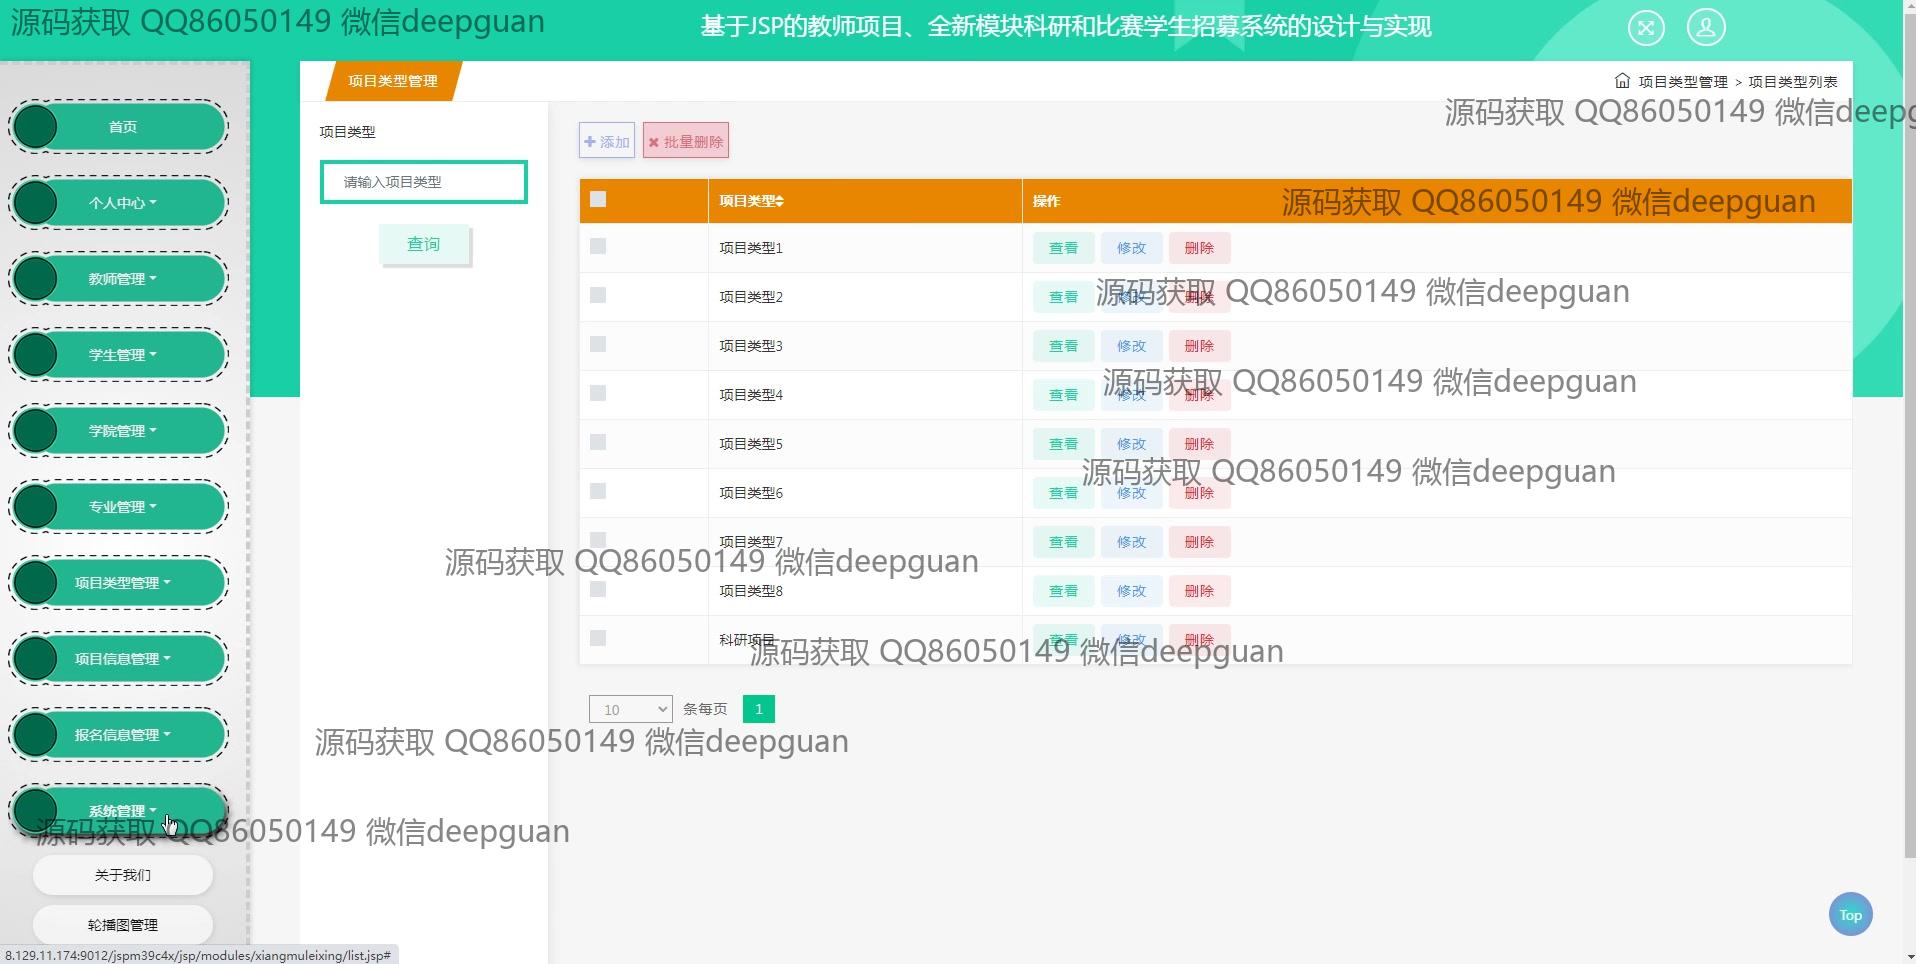 源码获取 QQ86050149 微信deepguan
基于JSP的教师项目、全新模块科研和比赛学生招募系统的设计与实现
首页
个人中心
教师管理
学生管理
学院管理
专业管理
项目类型管理
项目信息管理
报名信息管理
系统管理
源码获取 QQ86050149 微信deepguan
关于我们
轮播图管理
8.129.11.174:9012/jspm39c4x/jsp/modules/xiangmuleixing/list.jsp#
项目类型管理
项目类型管理 > 项目类型列表
源码获取 QQ86050149 微信deepg
项目类型
请输入项目类型
查询
添加 批量删除
项目类型 操作
源码获取 QQ86050149 微信deepguan
项目类型1 查看 修改 删除
项目类型2 查看 修改 删除
源码获取 QQ86050149 微信deepguan
项目类型3 查看 修改 删除
项目类型4 查看 修改 删除
源码获取 QQ86050149 微信deepguan
项目类型5 查看 修改 删除
源码获取 QQ86050149 微信deepguan
项目类型6 查看 修改 删除
项目类型7 查看 修改 删除
源码获取 QQ86050149 微信deepguan
项目类型8 查看 修改 删除
科研项目 查看 修改 删除
源码获取 QQ86050149 微信deepguan
10 条每页 1
源码获取 QQ86050149 微信deepguan
Top